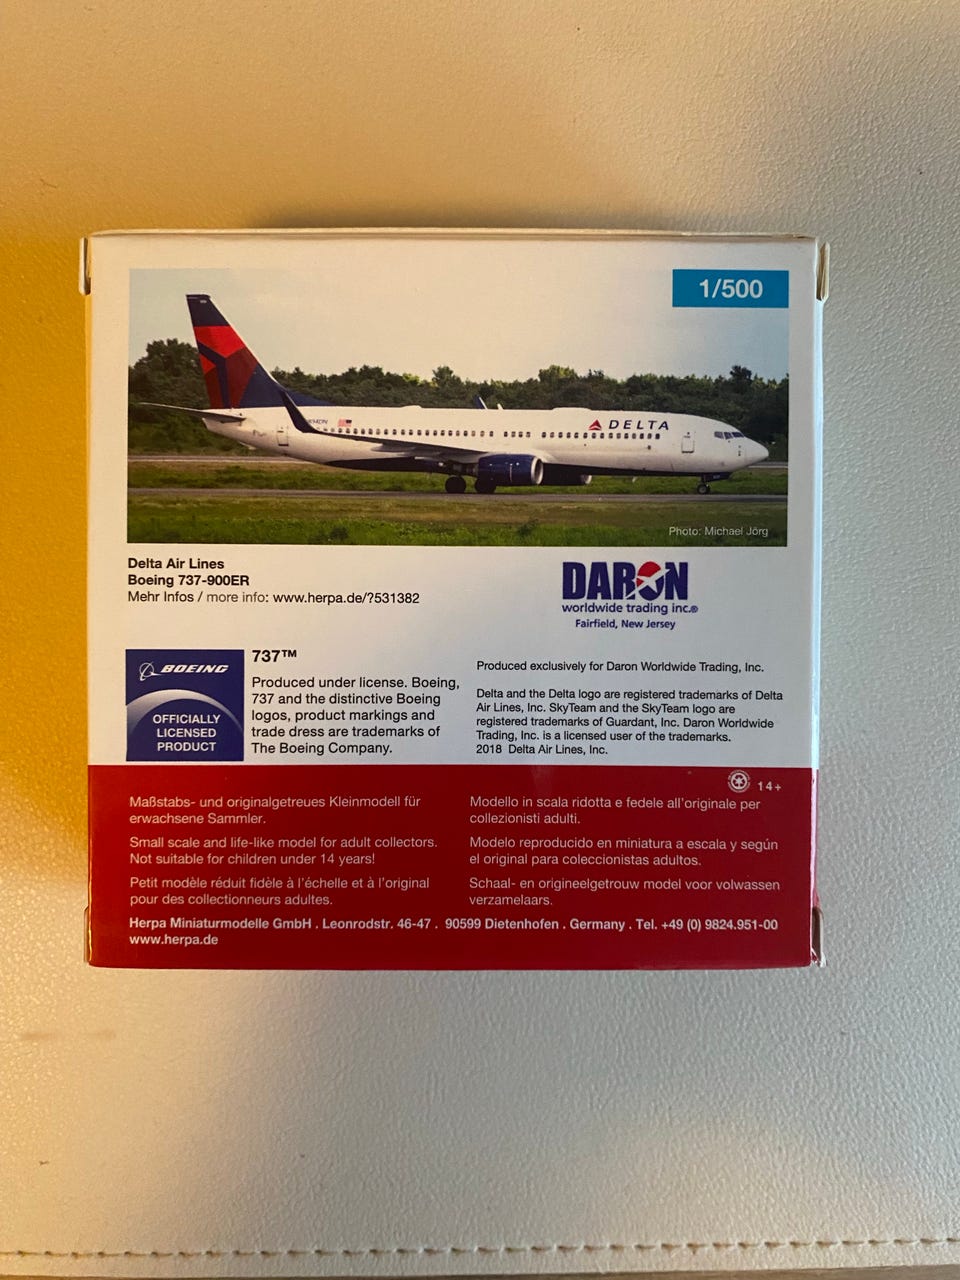 1/500
DELTA
Photo: Michael Jörg
Delta Air Lines
Boeing 737-900ER
Mehr Infos / more info: www.herpa.de/?531382
DARON
worldwide trading inc.®
Fairfield, New Jersey
BOEING
OFFICIALLY
LICENSED
PRODUCT
737™
Produced under license. Boeing,
737 and the distinctive Boeing
logos, product markings and
trade dress are trademarks of
The Boeing Company.
Produced exclusively for Daron Worldwide Trading, Inc.
Delta and the Delta logo are registered trademarks of Delta
Air Lines, Inc. SkyTeam and the SkyTeam logo are
registered trademarks of Guardant, Inc. Daron Worldwide
Trading, Inc. is a licensed user of the trademarks.
2018 Delta Air Lines, Inc.
14+
Maßstabs- und originalgetreues Kleinmodell für
erwachsene Sammler.
Small scale and life-like model for adult collectors.
Not suitable for children under 14 years!
Petit modèle réduit fidèle à l'échelle et à l'original
pour des collectionneurs adultes.
Modello in scala ridotta e fedele all'originale per
collezionisti adulti.
Modelo reproducido en miniatura a escala y según
el original para coleccionistas adultos.
Schaal- en origineelgetrouw model voor volwassen
verzamelaars.
Herpa Miniaturmodelle GmbH . Leonrodstr. 46-47 . 90599 Dietenhofen . Germany . Tel. +49 (0) 9824.951-00
www.herpa.de